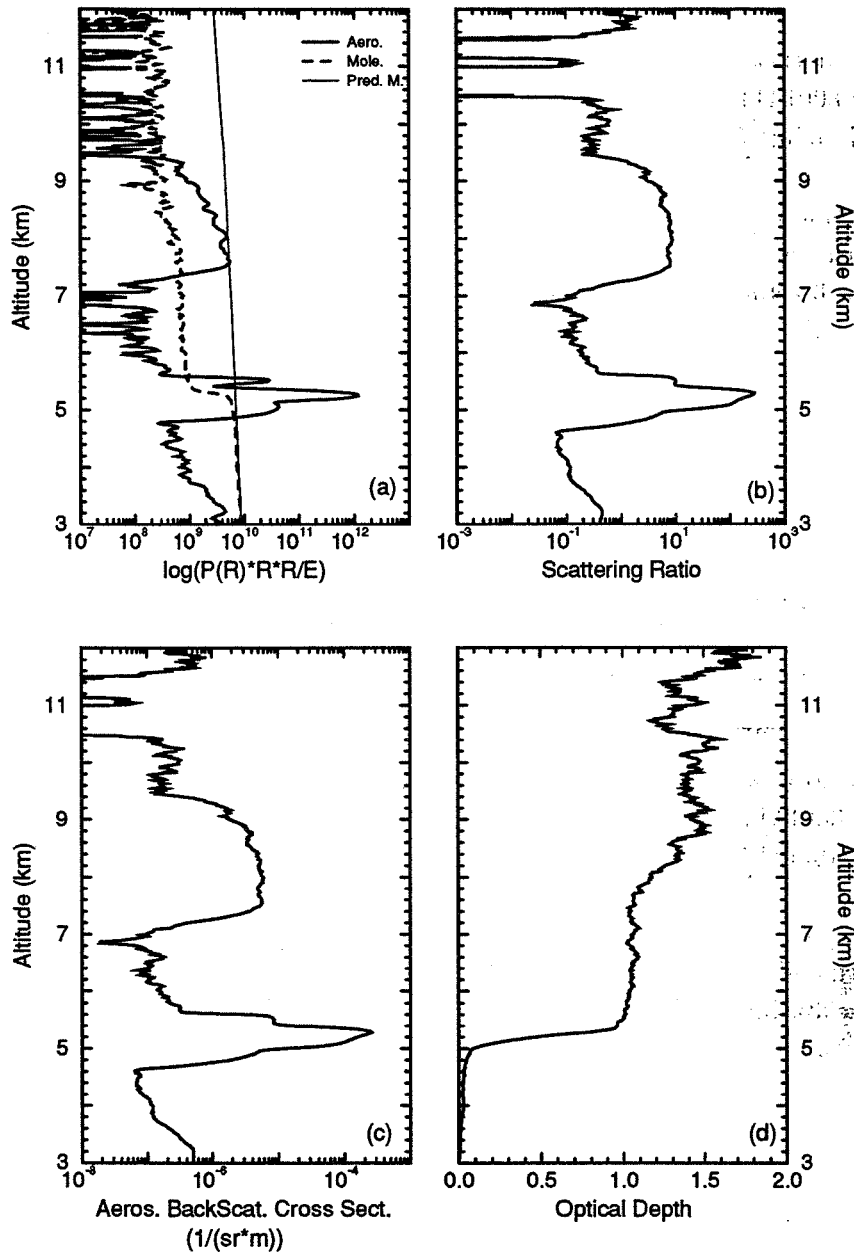 Aero.
Mole.
Pred. M.
11
9
7
5
3
Altitude (km)
(a)
10^7 10^8 10^9 10^10 10^11 10^12
log(P(R)*R*R/E)
11
9
7
5
3
Altitude (km)
(b)
10^-3 10^-1 10^1 10^3
Scattering Ratio
11
9
7
5
3
Altitude (km)
(c)
10^-8 10^-6 10^-4
Aeros. BackScat. Cross Sect.
(1/(sr*m))
11
9
7
5
3
Altitude (km)
(d)
0.0 0.5 1.0 1.5 2.0
Optical Depth